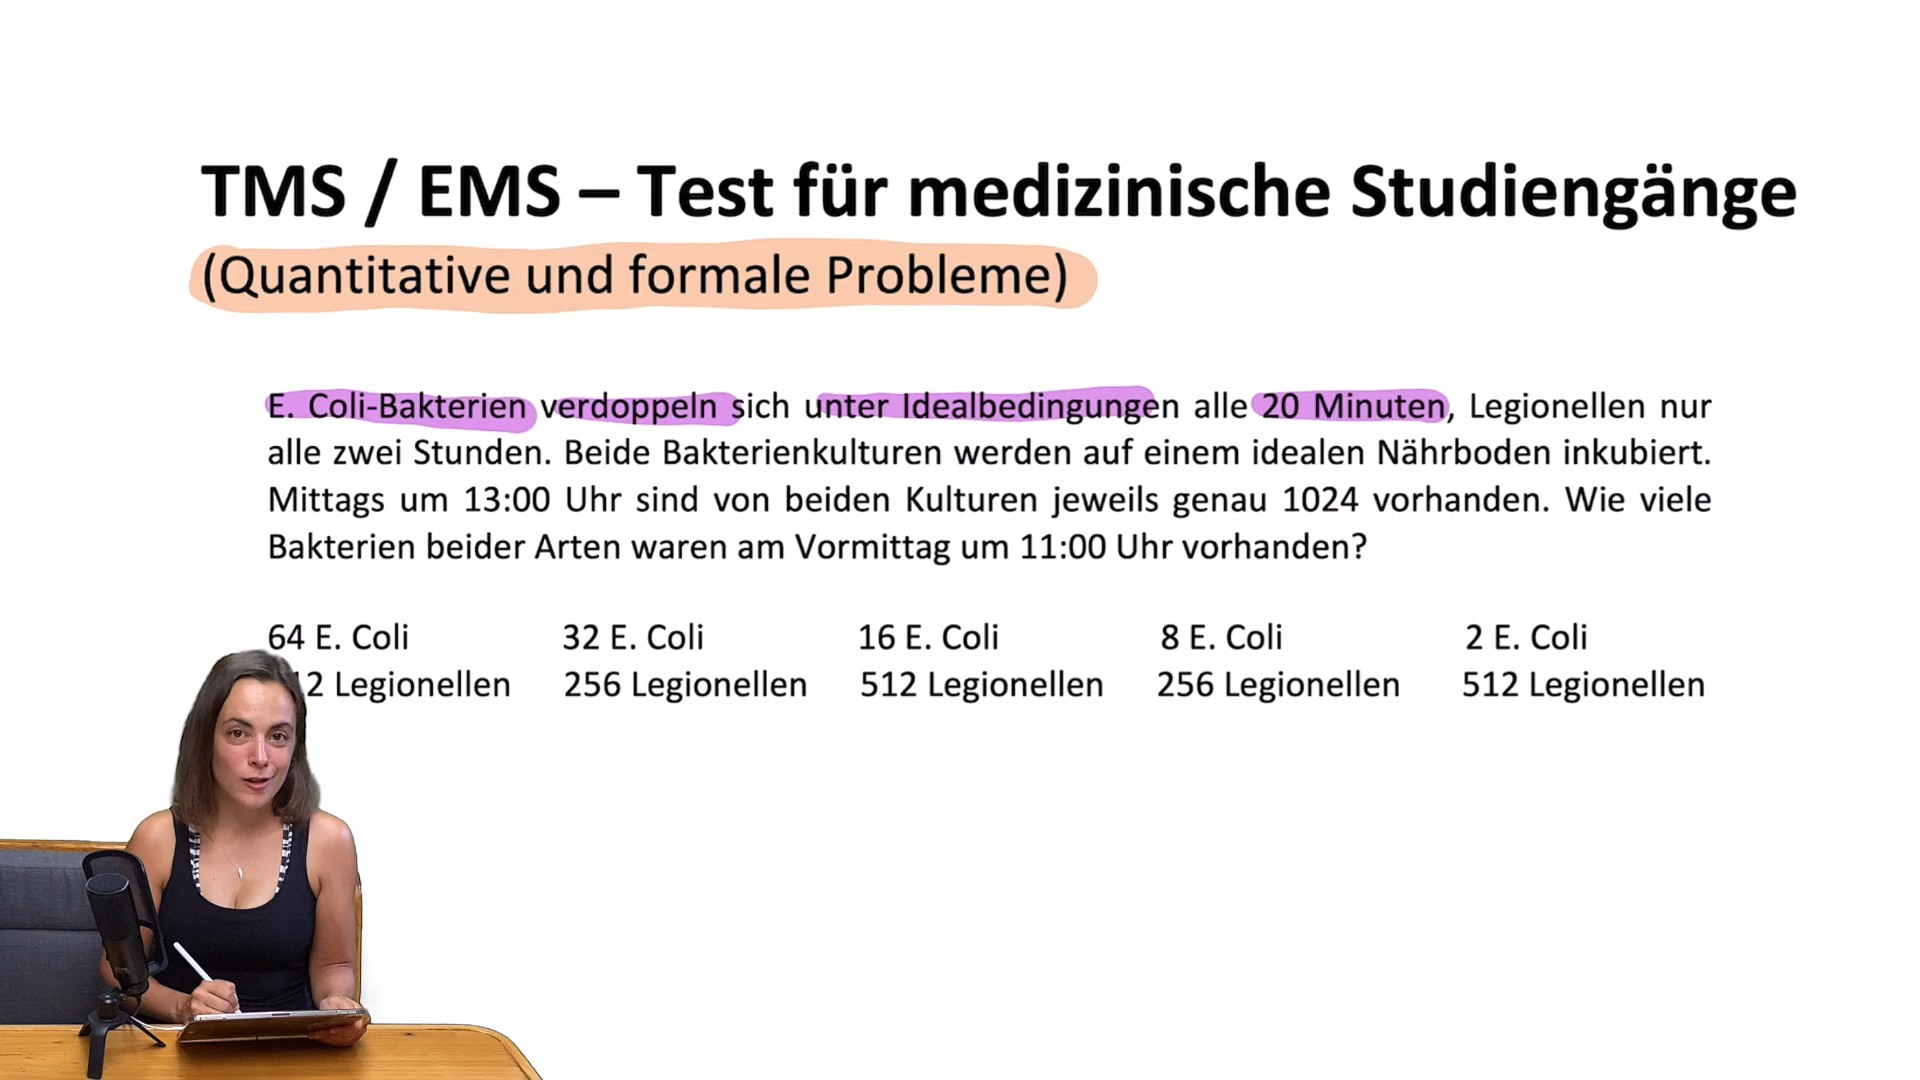 TMS / EMS – Test für medizinische Studiengänge
(Quantitative und formale Probleme)
E. Coli-Bakterien verdoppeln sich unter Idealbedingungen alle 20 Minuten, Legionellen nur
alle zwei Stunden. Beide Bakterienkulturen werden auf einem idealen Nährboden inkubiert.
Mittags um 13:00 Uhr sind von beiden Kulturen jeweils genau 1024 vorhanden. Wie viele
Bakterien beider Arten waren am Vormittag um 11:00 Uhr vorhanden?
64 E. Coli 32 E. Coli 16 E. Coli 8 E. Coli 2 E. Coli
Legionellen 256 Legionellen 512 Legionellen 256 Legionellen 512 Legionellen